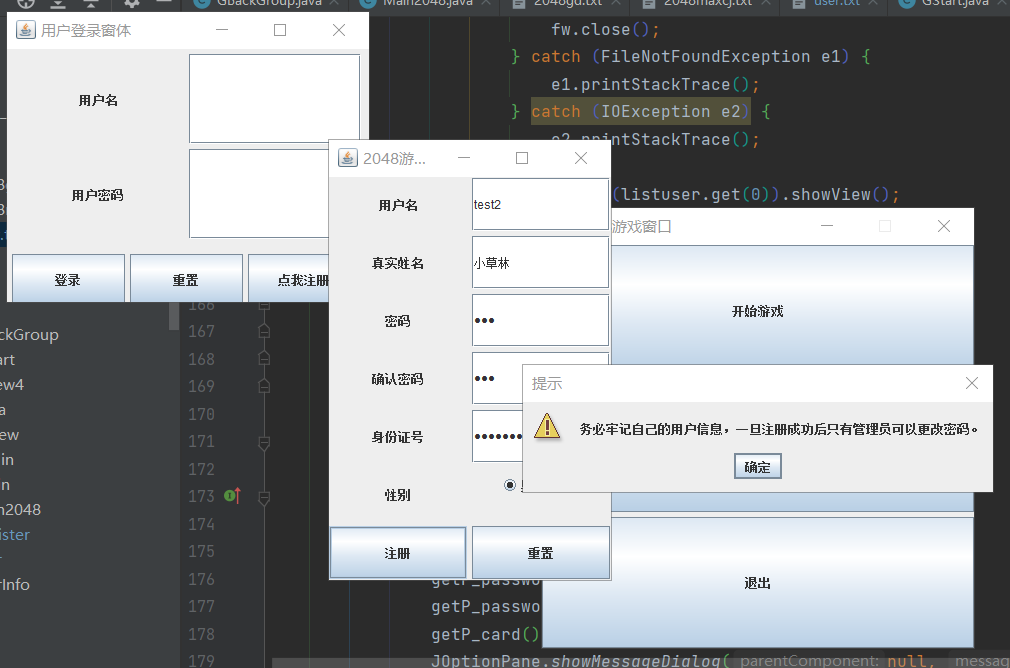 GBackGroup.java
Main2048.java
2048gd.txt
2048maxcj.txt
user.txt
GStart.java
用户登录窗体
fw.close();
} catch (FileNotFoundException e1) {
e1.printStackTrace();
用户名
} catch (IOException e2) {
e2.printStackTrace();
2048游...
用户密码
(listuser.get(0)).showView();
用户名
test2
游戏窗口
真实姓名
小草林
登录
重置
点我注册
开始游戏
密码
•••
166
ckGroup
167
art
168
ew4
169
确认密码
•••
提示
a
170
务必牢记自己的用户信息，一旦注册成功后只有管理员可以更改密码。
ew
171
身份证号
•••••••
in
172
确定
n
173
性别
n2048
174
ister
175
注册
重置
176
getP_passwo
退出
rInfo
177
getP_passwo
178
getP_card()
179
JOptionPane.showMessageDialog( parentComponent: null, messag